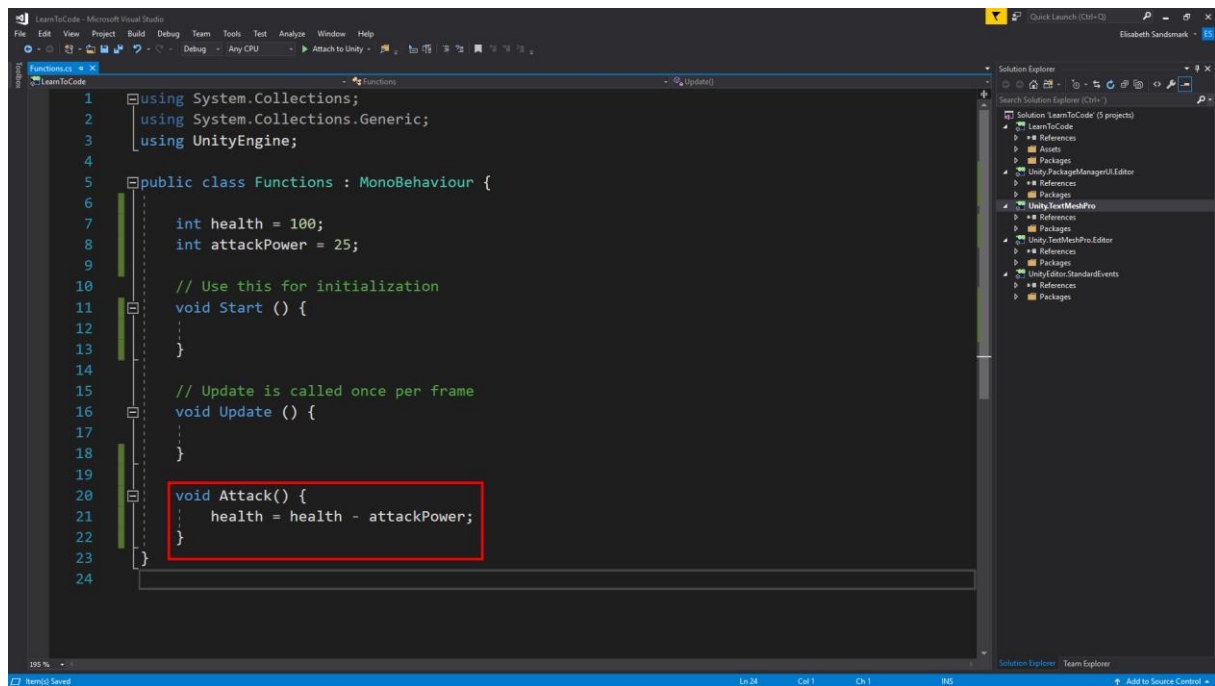 LearnToCode - Microsoft Visual Studio
Quick Launch (Ctrl+Q)
File Edit View Project Build Debug Team Tools Test Analyze Window Help
Elisabeth Sandsmark
ES
Debug Any CPU Attach to Unity
Toolbox
Functions.cs
LearnToCode Functions Update()
1 using System.Collections;
2 using System.Collections.Generic;
3 using UnityEngine;
4
5 public class Functions : MonoBehaviour {
6
7 int health = 100;
8 int attackPower = 25;
9
10 // Use this for initialization
11 void Start () {
12
13 }
14
15 // Update is called once per frame
16 void Update () {
17
18 }
19
20 void Attack() {
21 health = health - attackPower;
22 }
23 }
24
195 %
Solution Explorer
Search Solution Explorer (Ctrl+¨)
Solution 'LearnToCode' (5 projects)
LearnToCode
References
Assets
Packages
Unity.PackageManagerUI.Editor
References
Packages
Unity.TextMeshPro
References
Packages
Unity.TextMeshPro.Editor
References
Packages
UnityEditor.StandardEvents
References
Packages
Solution Explorer Team Explorer
Item(s) Saved Ln 24 Col 1 Ch 1 INS Add to Source Control